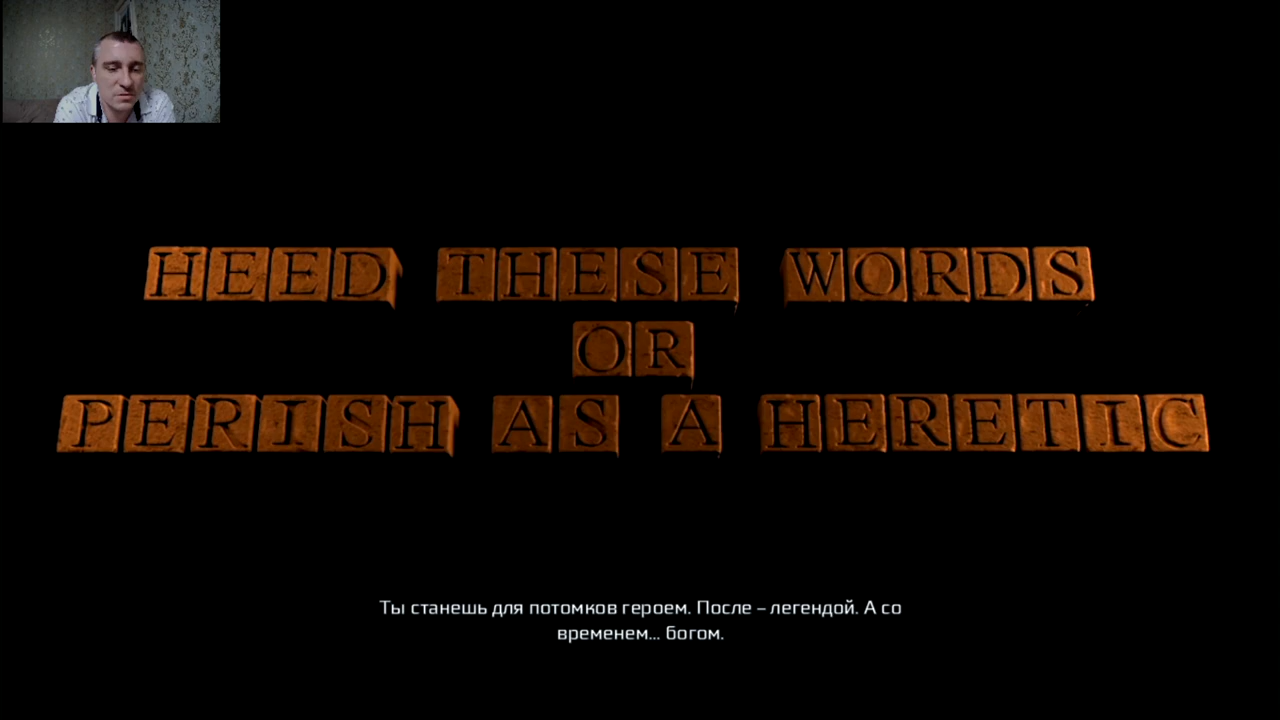 HEED THESE WORDS
OR
PERISH AS A HERETIC
Ты станешь для потомков героем. После – легендой. А со
временем... богом.